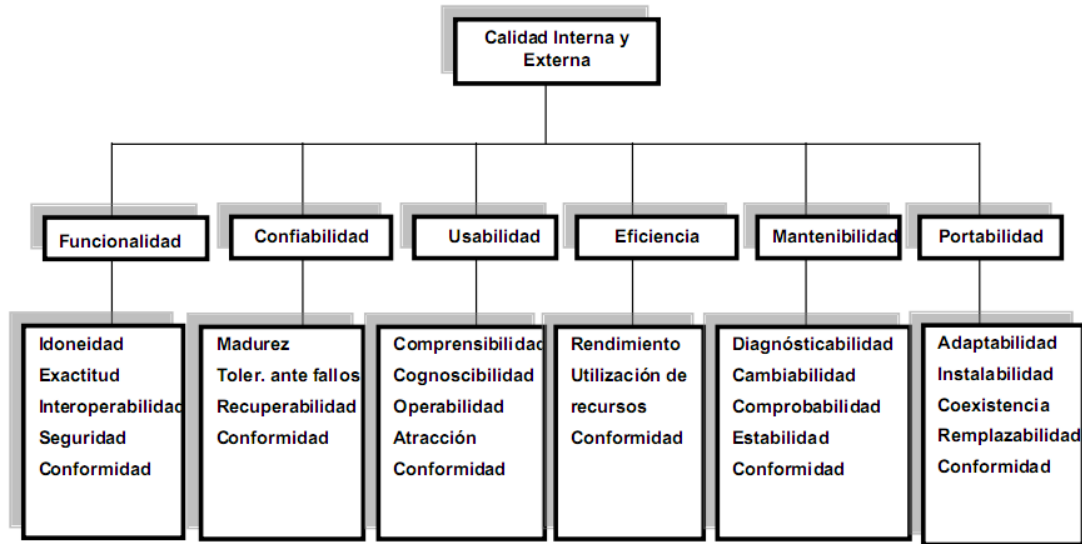 Calidad Interna y
Externa
Funcionalidad
Confiabilidad
Usabilidad
Eficiencia
Mantenibilidad
Portabilidad
Idoneidad
Exactitud
Interoperabilidad
Seguridad
Conformidad
Madurez
Toler. ante fallos
Recuperabilidad
Conformidad
Comprensibilidad
Cognoscibilidad
Operabilidad
Atracción
Conformidad
Rendimiento
Utilización de
recursos
Conformidad
Diagnósticabilidad
Cambiabilidad
Comprobabilidad
Estabilidad
Conformidad
Adaptabilidad
Instalabilidad
Coexistencia
Remplazabilidad
Conformidad